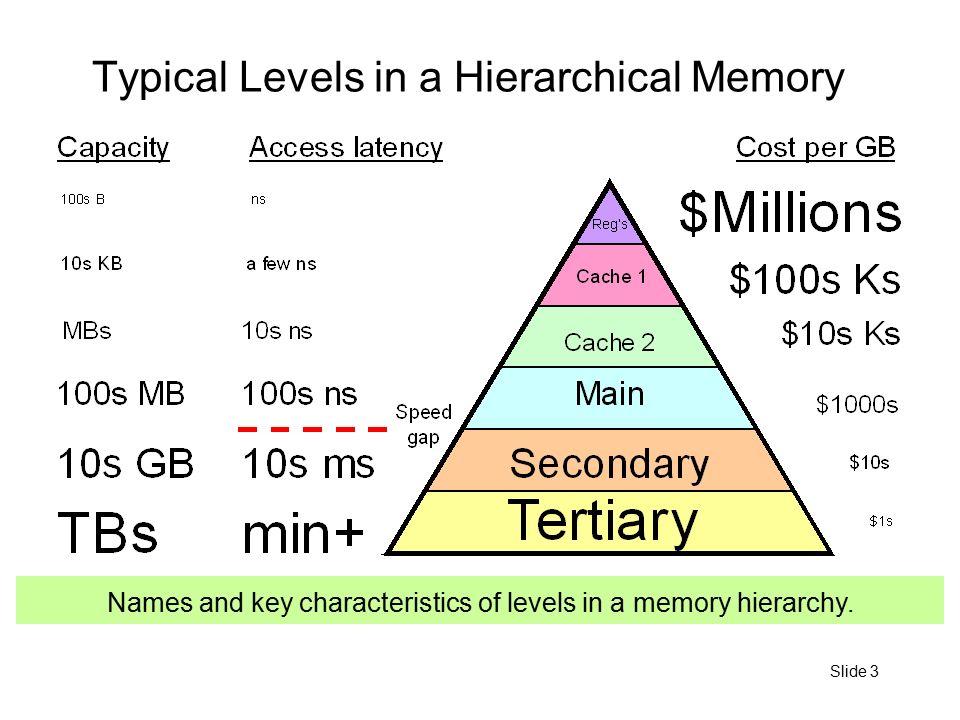 Typical Levels in a Hierarchical Memory
Capacity Access latency Cost per GB
100s B ns Reg's $Millions
10s KB a few ns Cache 1 $100s Ks
MBs 10s ns Cache 2 $10s Ks
100s MB 100s ns Main $1000s
Speed
gap
10s GB 10s ms Secondary $10s
TBs min+ Tertiary $1s
Names and key characteristics of levels in a memory hierarchy.
Slide 3